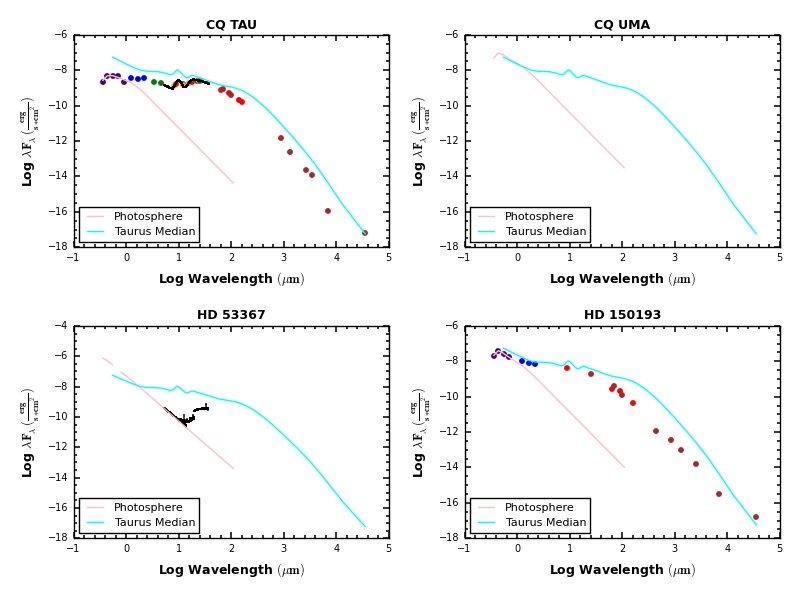 CQ TAU
−6
−8
−10
−12
−14
−16
−18
Log λFλ (erg/s∗cm²)
Photosphere
Taurus Median
−1 0 1 2 3 4 5
Log Wavelength (μm)
CQ UMA
−6
−8
−10
−12
−14
−16
−18
Log λFλ (erg/s∗cm²)
Photosphere
Taurus Median
−1 0 1 2 3 4 5
Log Wavelength (μm)
HD 53367
−4
−6
−8
−10
−12
−14
−16
−18
Log λFλ (erg/s∗cm²)
Photosphere
Taurus Median
−1 0 1 2 3 4 5
Log Wavelength (μm)
HD 150193
−6
−8
−10
−12
−14
−16
−18
Log λFλ (erg/s∗cm²)
Photosphere
Taurus Median
−1 0 1 2 3 4 5
Log Wavelength (μm)